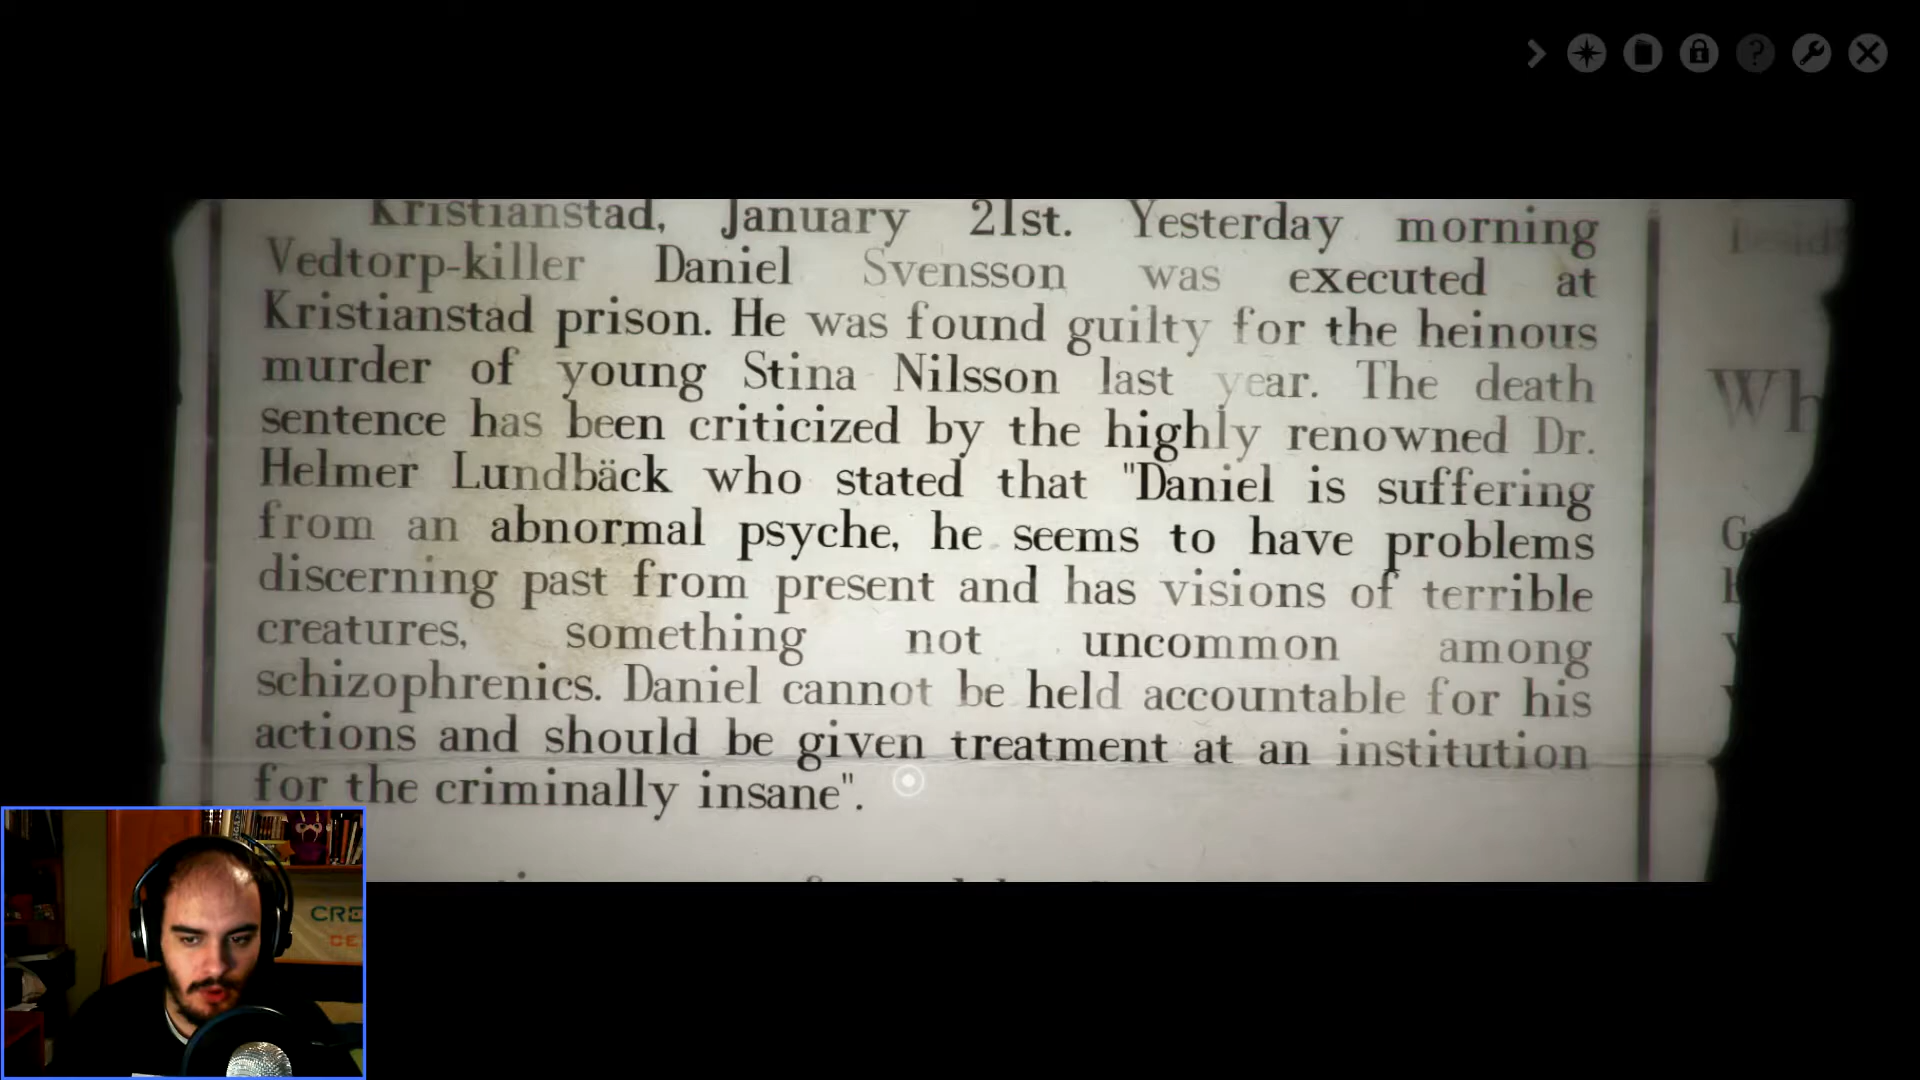 Kristianstad, January 21st. Yesterday morning
Vedtorp-killer Daniel Svensson was executed at
Kristianstad prison. He was found guilty for the heinous
murder of young Stina Nilsson last year. The death
sentence has been criticized by the highly renowned Dr.
Helmer Lundbäck who stated that "Daniel is suffering
from an abnormal psyche, he seems to have problems
discerning past from present and has visions of terrible
creatures, something not uncommon among
schizophrenics. Daniel cannot be held accountable for his
actions and should be given treatment at an institution
for the criminally insane".
Wh
CRE